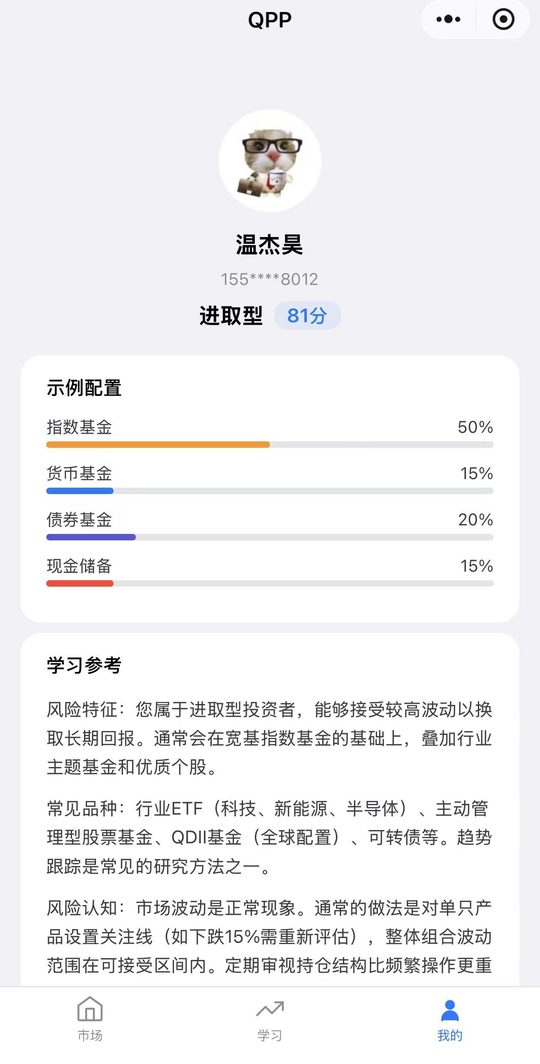 QPP
温杰昊
155****8012
进取型 81分
示例配置
指数基金 50%
货币基金 15%
债券基金 20%
现金储备 15%
学习参考
风险特征：您属于进取型投资者，能够接受较高波动以换
取长期回报。通常会在宽基指数基金的基础上，叠加行业
主题基金和优质个股。
常见品种：行业ETF（科技、新能源、半导体）、主动管
理型股票基金、QDII基金（全球配置）、可转债等。趋势
跟踪是常见的研究方法之一。
风险认知：市场波动是正常现象。通常的做法是对单只产
品设置关注线（如下跌15%需重新评估），整体组合波动
范围在可接受区间内。定期审视持仓结构比频繁操作更重
市场 学习 我的